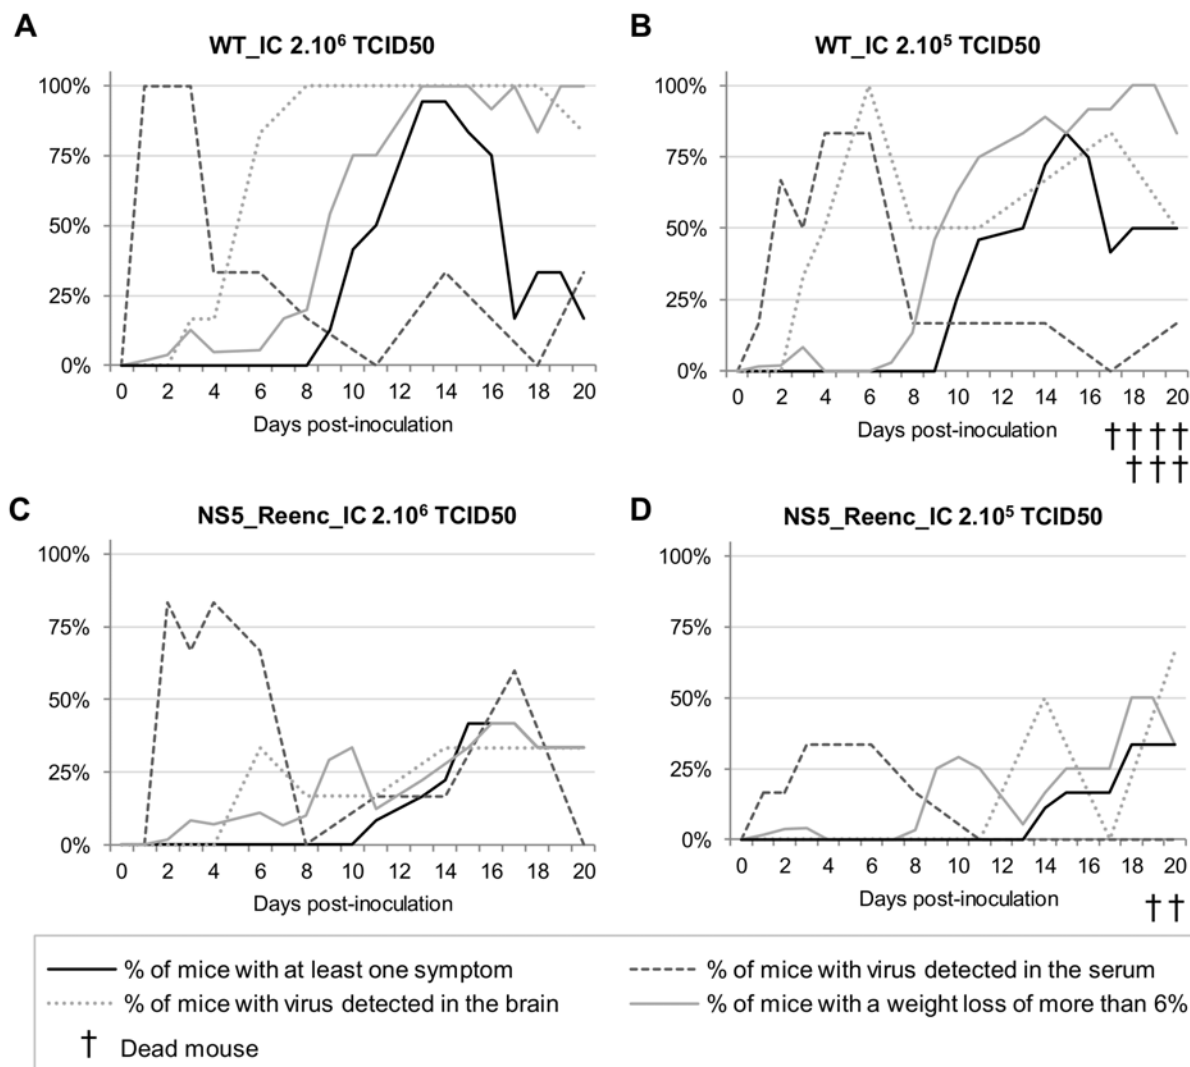 A
WT_IC 2.10⁶ TCID50
100%
75%
50%
25%
0%
0 2 4 6 8 10 12 14 16 18 20
Days post-inoculation
B
WT_IC 2.10⁵ TCID50
100%
75%
50%
25%
0%
0 2 4 6 8 10 12 14 16 18 20
Days post-inoculation
† † † †
† † †
C
NS5_Reenc_IC 2.10⁶ TCID50
100%
75%
50%
25%
0%
0 2 4 6 8 10 12 14 16 18 20
Days post-inoculation
D
NS5_Reenc_IC 2.10⁵ TCID50
100%
75%
50%
25%
0%
0 2 4 6 8 10 12 14 16 18 20
Days post-inoculation
† †
% of mice with at least one symptom
% of mice with virus detected in the serum
% of mice with virus detected in the brain
% of mice with a weight loss of more than 6%
† Dead mouse